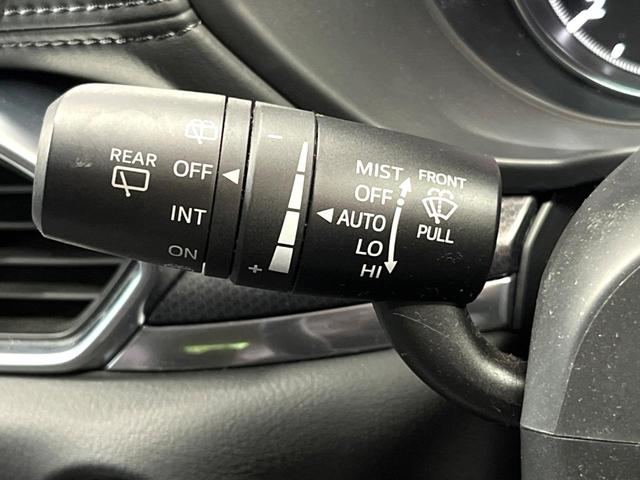 REAR
OFF
INT
ON
−
+
MIST
OFF
AUTO
LO
HI
FRONT
PULL